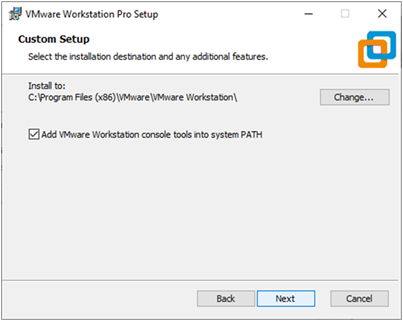 VMware Workstation Pro Setup
Custom Setup
Select the installation destination and any additional features.
Install to:
C:\Program Files (x86)\VMware\VMware Workstation\
Change...
Add VMware Workstation console tools into system PATH
Back
Next
Cancel